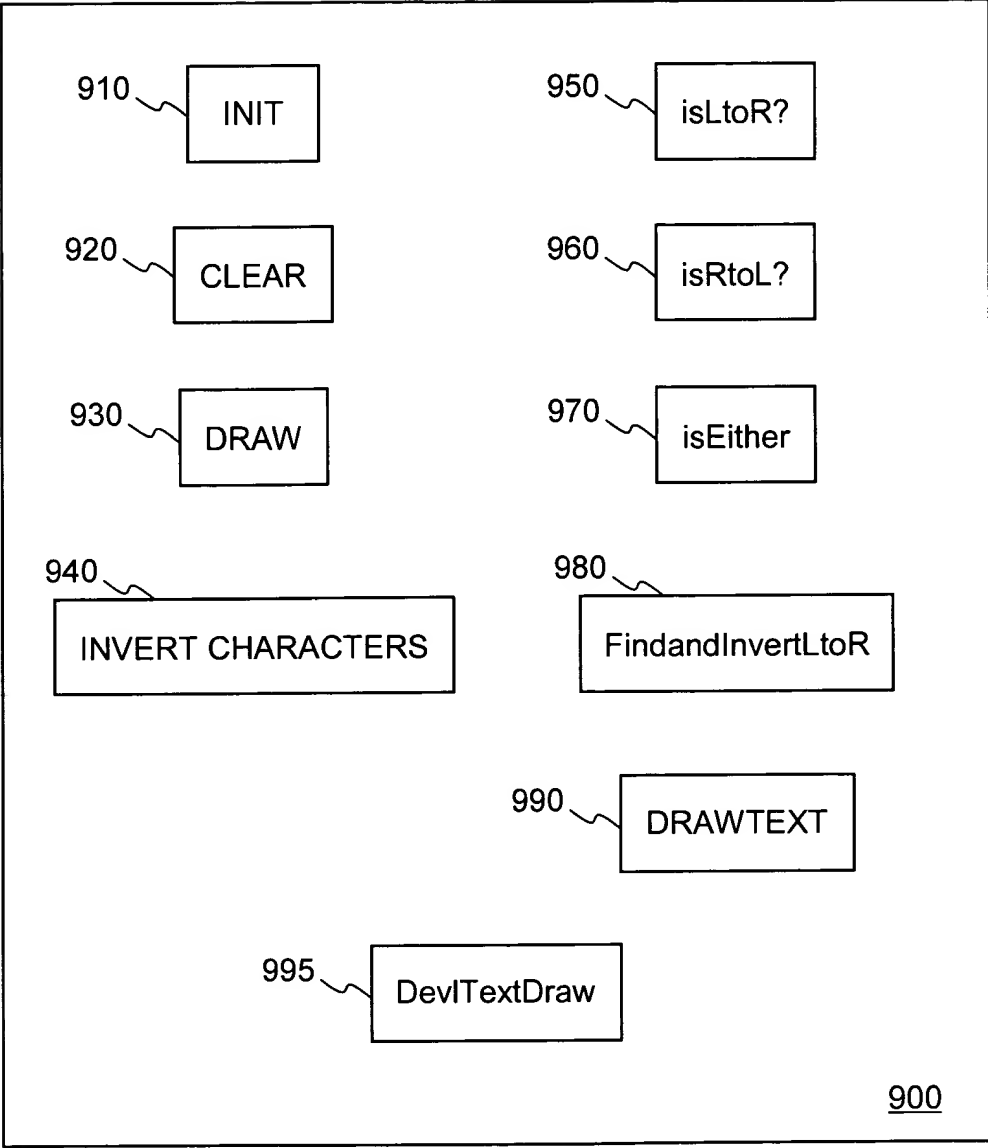 910 INIT
950 isLtoR?
920 CLEAR
960 isRtoL?
930 DRAW
970 isEither
940
INVERT CHARACTERS
980
FindandInvertLtoR
990 DRAWTEXT
995 DevITextDraw
900